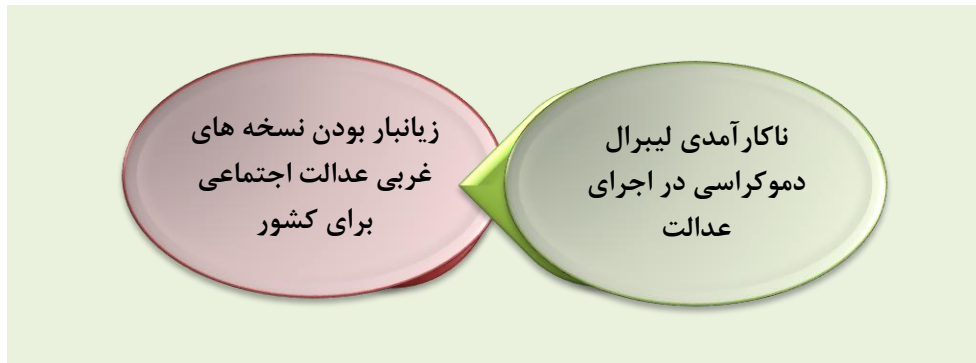 ناکارآمدی لیبرال
دموکراسی در اجرای
عدالت
زیانبار بودن نسخه های
غربی عدالت اجتماعی
برای کشور